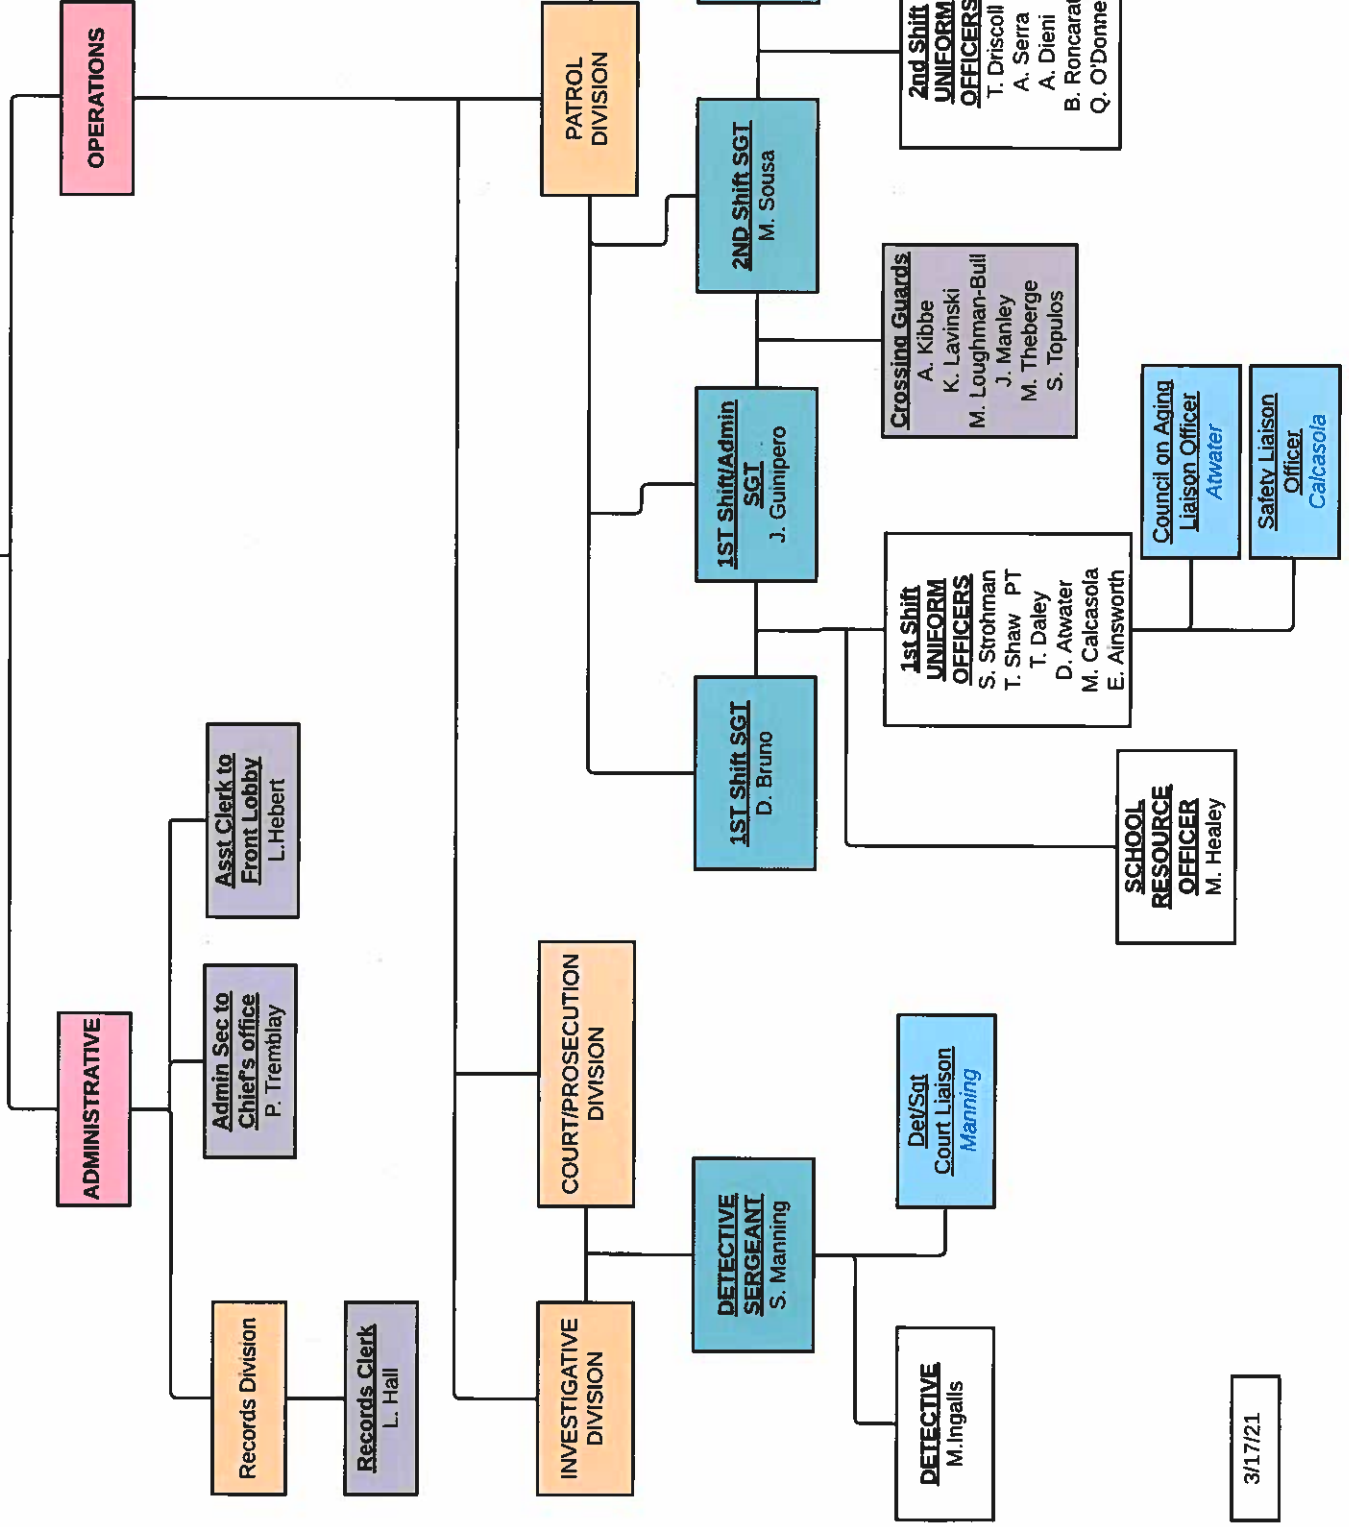 ADMINISTRATIVE
OPERATIONS
Records Division
Admin Sec to
Chief's office
P. Tremblay
Asst Clerk to
Front Lobby
L.Hebert
Records Clerk
L. Hall
INVESTIGATIVE
DIVISION
COURT/PROSECUTION
DIVISION
PATROL
DIVISION
DETECTIVE
SERGEANT
S. Manning
1ST Shift SGT
D. Bruno
1ST Shift/Admin
SGT
J. Guinipero
2ND Shift SGT
M. Sousa
DETECTIVE
M.Ingalls
Det/Sgt
Court Liaison
Manning
1st Shift
UNIFORM
OFFICERS
S. Strohman
T. Shaw PT
T. Daley
D. Atwater
M. Calcasola
E. Ainsworth
Crossing Guards
A. Kibbe
K. Lavinski
M. Loughman-Bull
J. Manley
M. Theberge
S. Topulos
2nd Shift
UNIFORM
OFFICERS
T. Driscoll
A. Serra
A. Dieni
B. Roncarat
Q. O'Donne
SCHOOL
RESOURCE
OFFICER
M. Healey
Council on Aging
Liaison Officer
Atwater
Safety Liaison
Officer
Calcasola
3/17/21